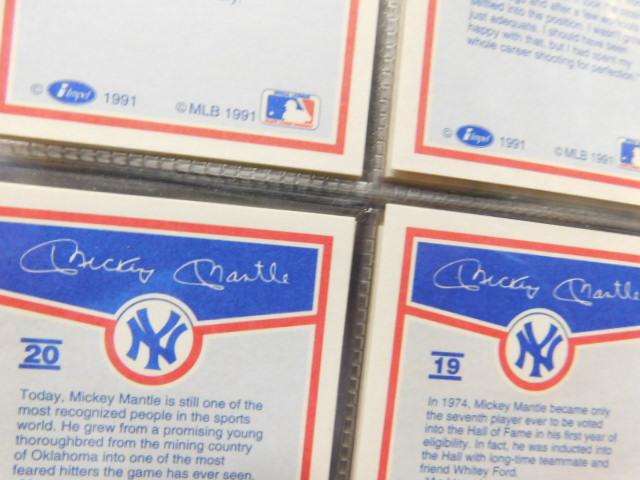 settled into the position. I wasn't
just adequate. I should have been
happy with that, but I had spent my
whole career shooting for perfection
© Impel 1991 © MLB 1991
© Impel 1991 © MLB 1991
Mickey Mantle
NY
20
Today, Mickey Mantle is still one of the
most recognized people in the sports
world. He grew from a promising young
thoroughbred from the mining country
of Oklahoma into one of the most
feared hitters the game has ever seen.
Mickey Mantle
NY
19
In 1974, Mickey Mantle became only
the seventh player ever to be voted
into the Hall of Fame in his first year of
eligibility. In fact, he was inducted into
the Hall with long-time teammate and
friend Whitey Ford.